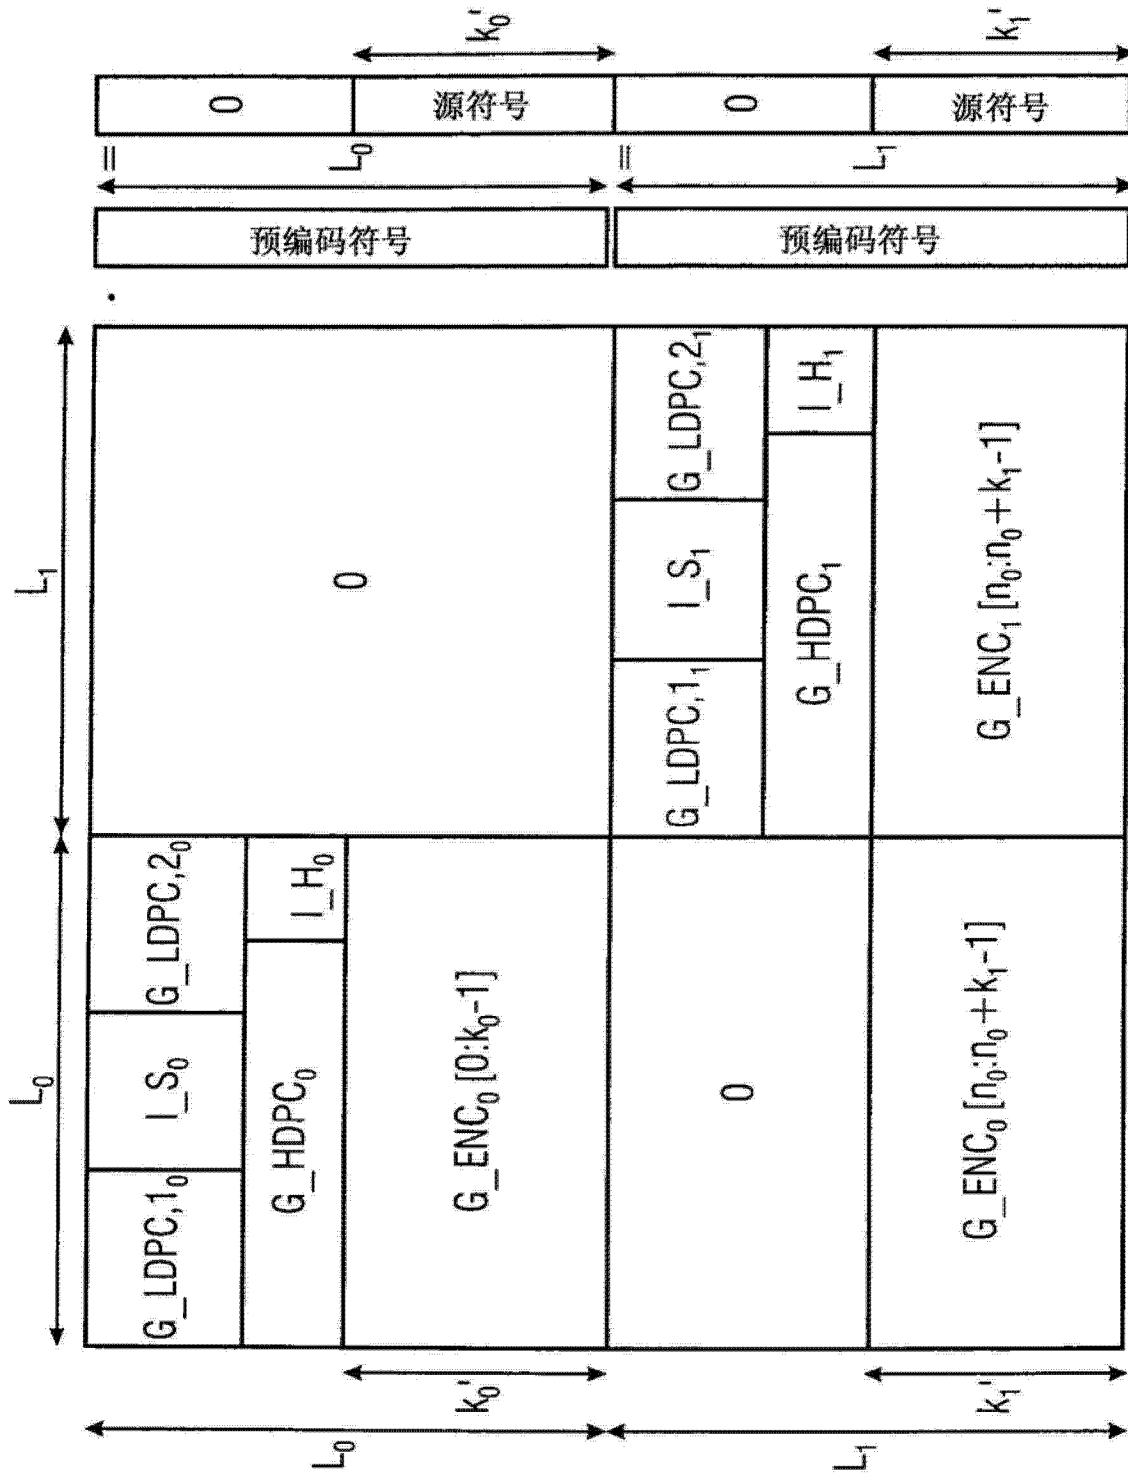 L₀ L₁
G_LDPC,1₀ I_S₀ G_LDPC,2₀
=
0
G_HDPC₀ I_H₀
L₀ 0 预编码符号 L₀
k₀' G_ENC₀ [0:k₀-1] 源符号 k₀'
G_LDPC,1₁ I_S₁ G_LDPC,2₁
=
0
G_HDPC₁ I_H₁
L₁ 0 预编码符号 L₁
k₁' G_ENC₀ [n₀:n₀+k₁-1] G_ENC₁ [n₀:n₀+k₁-1] 源符号 k₁'